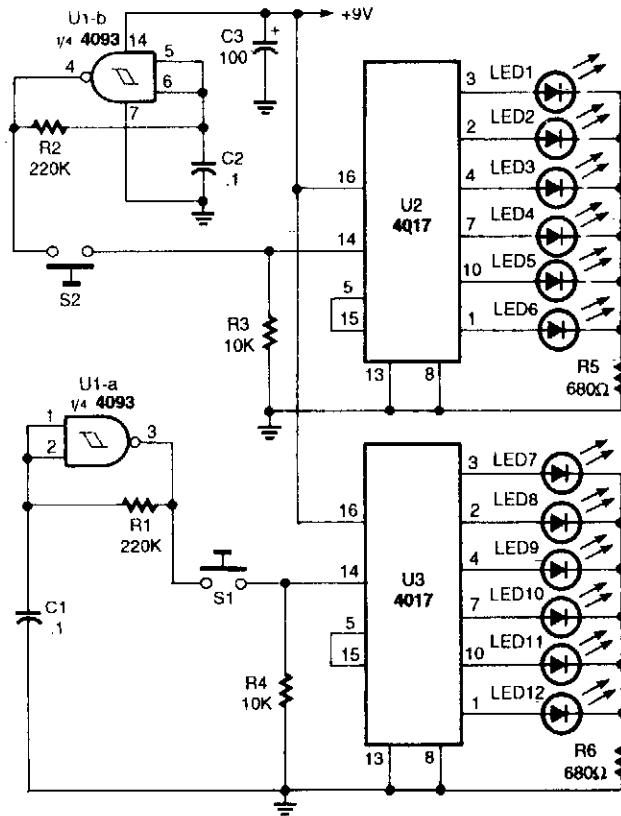 U1-b
1/4 4093
14
4
5
6
7
R2
220K
C2
.1
C3
100
+
+9V
S2
R3
10K
16
14
5
15
U2
4017
13
8
3
2
4
7
10
1
LED1
LED2
LED3
LED4
LED5
LED6
R5
680Ω
U1-a
1/4 4093
1
2
3
R1
220K
C1
.1
S1
R4
10K
16
14
5
15
U3
4017
13
8
3
2
4
7
10
1
LED7
LED8
LED9
LED10
LED11
LED12
R6
680Ω